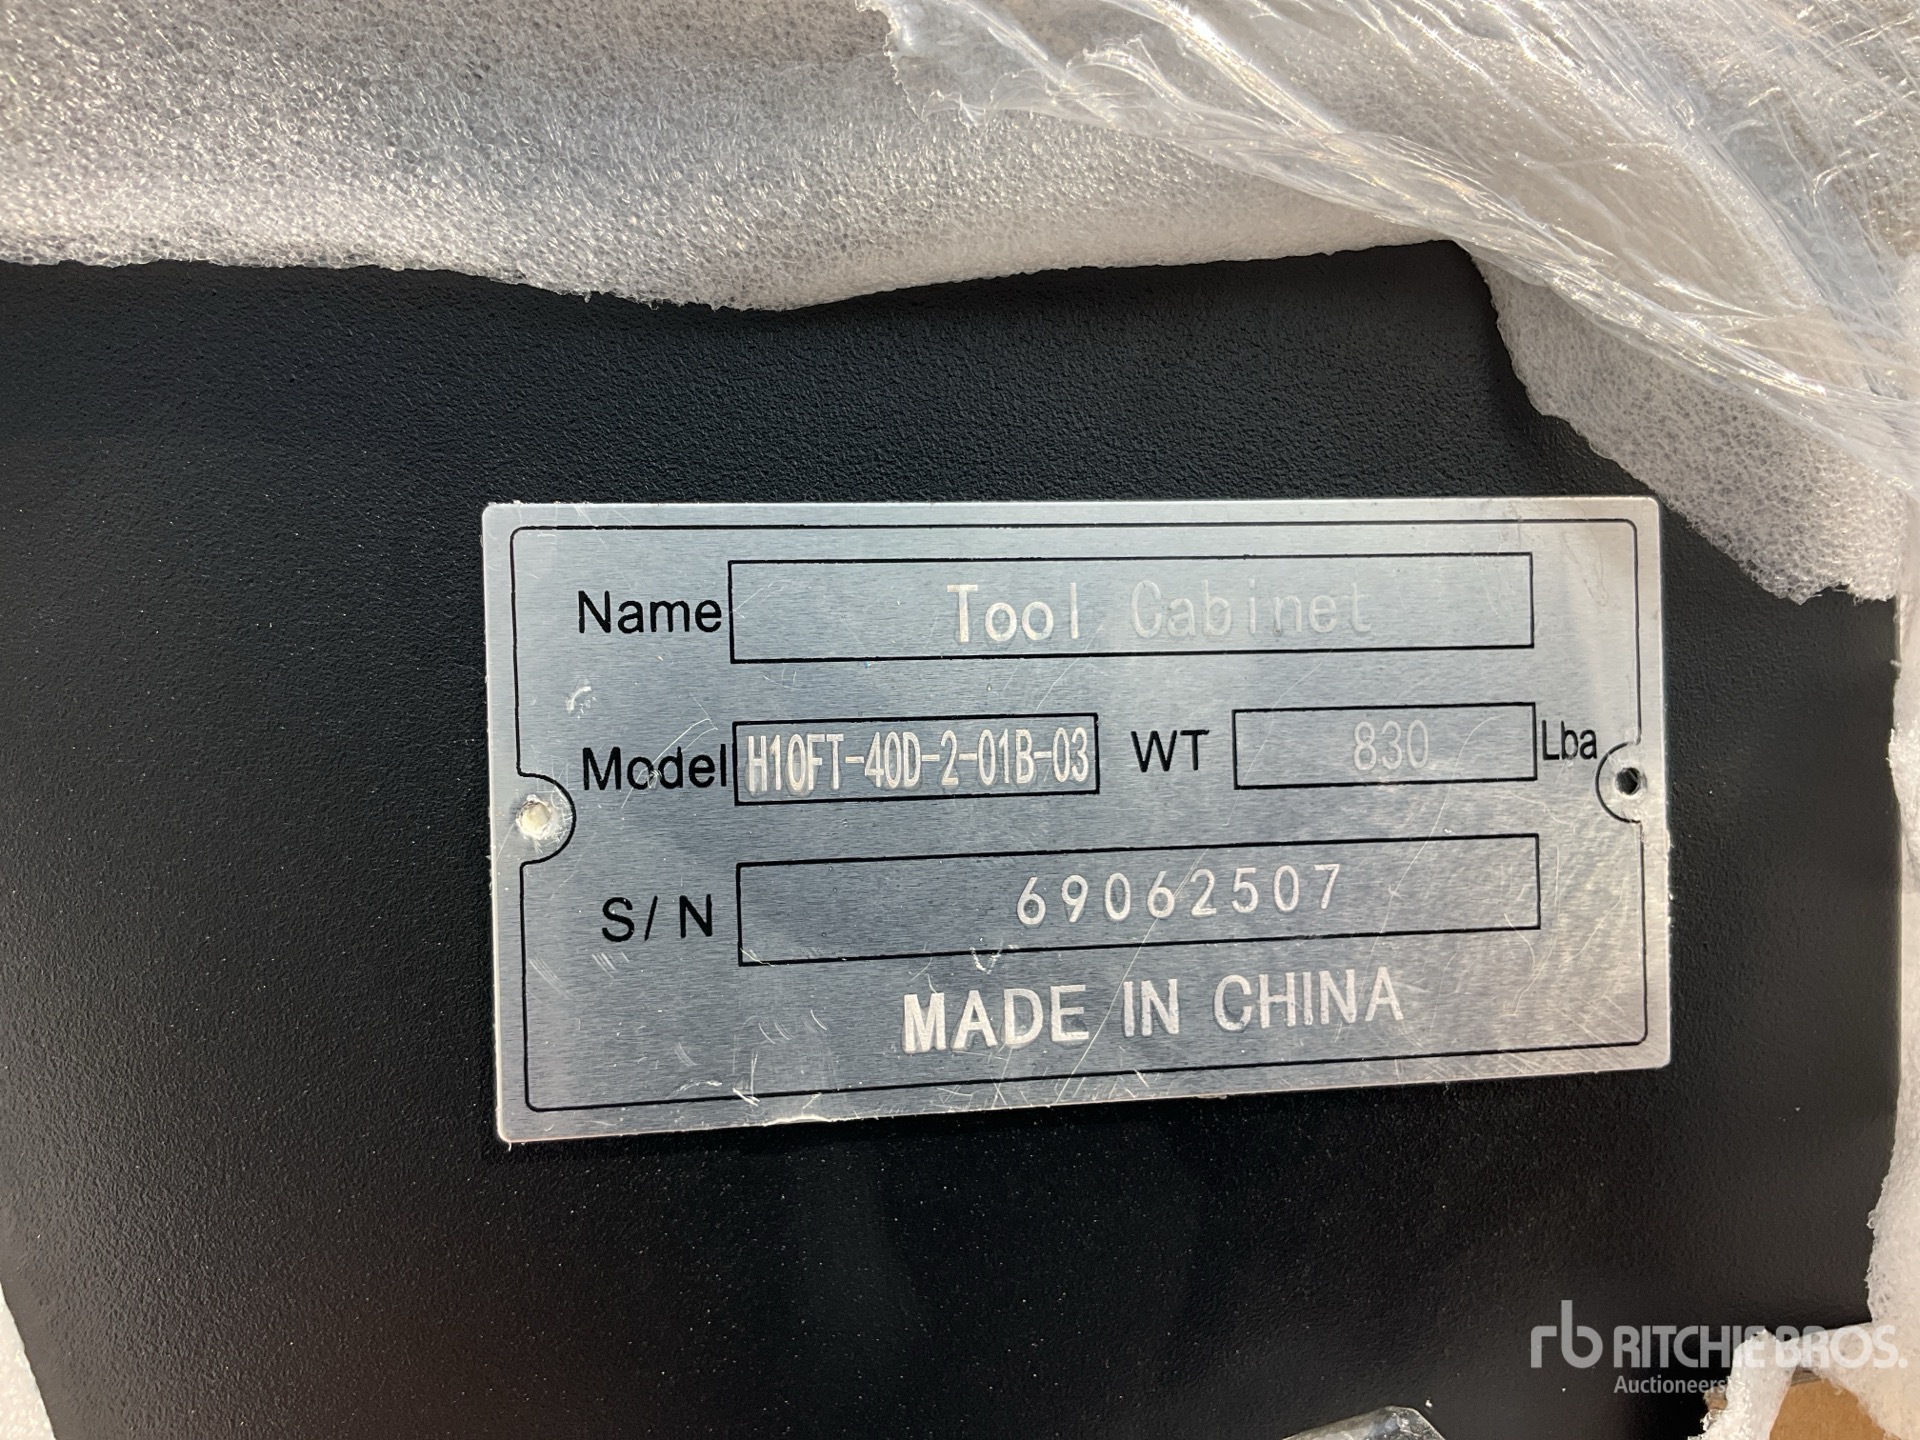 Name Tool Cabinet
Model H10FT-40D-2-01B-03 WT 830 Lba
S/N 69062507
MADE IN CHINA
rb RITCHIE BROS.
Auctioneers